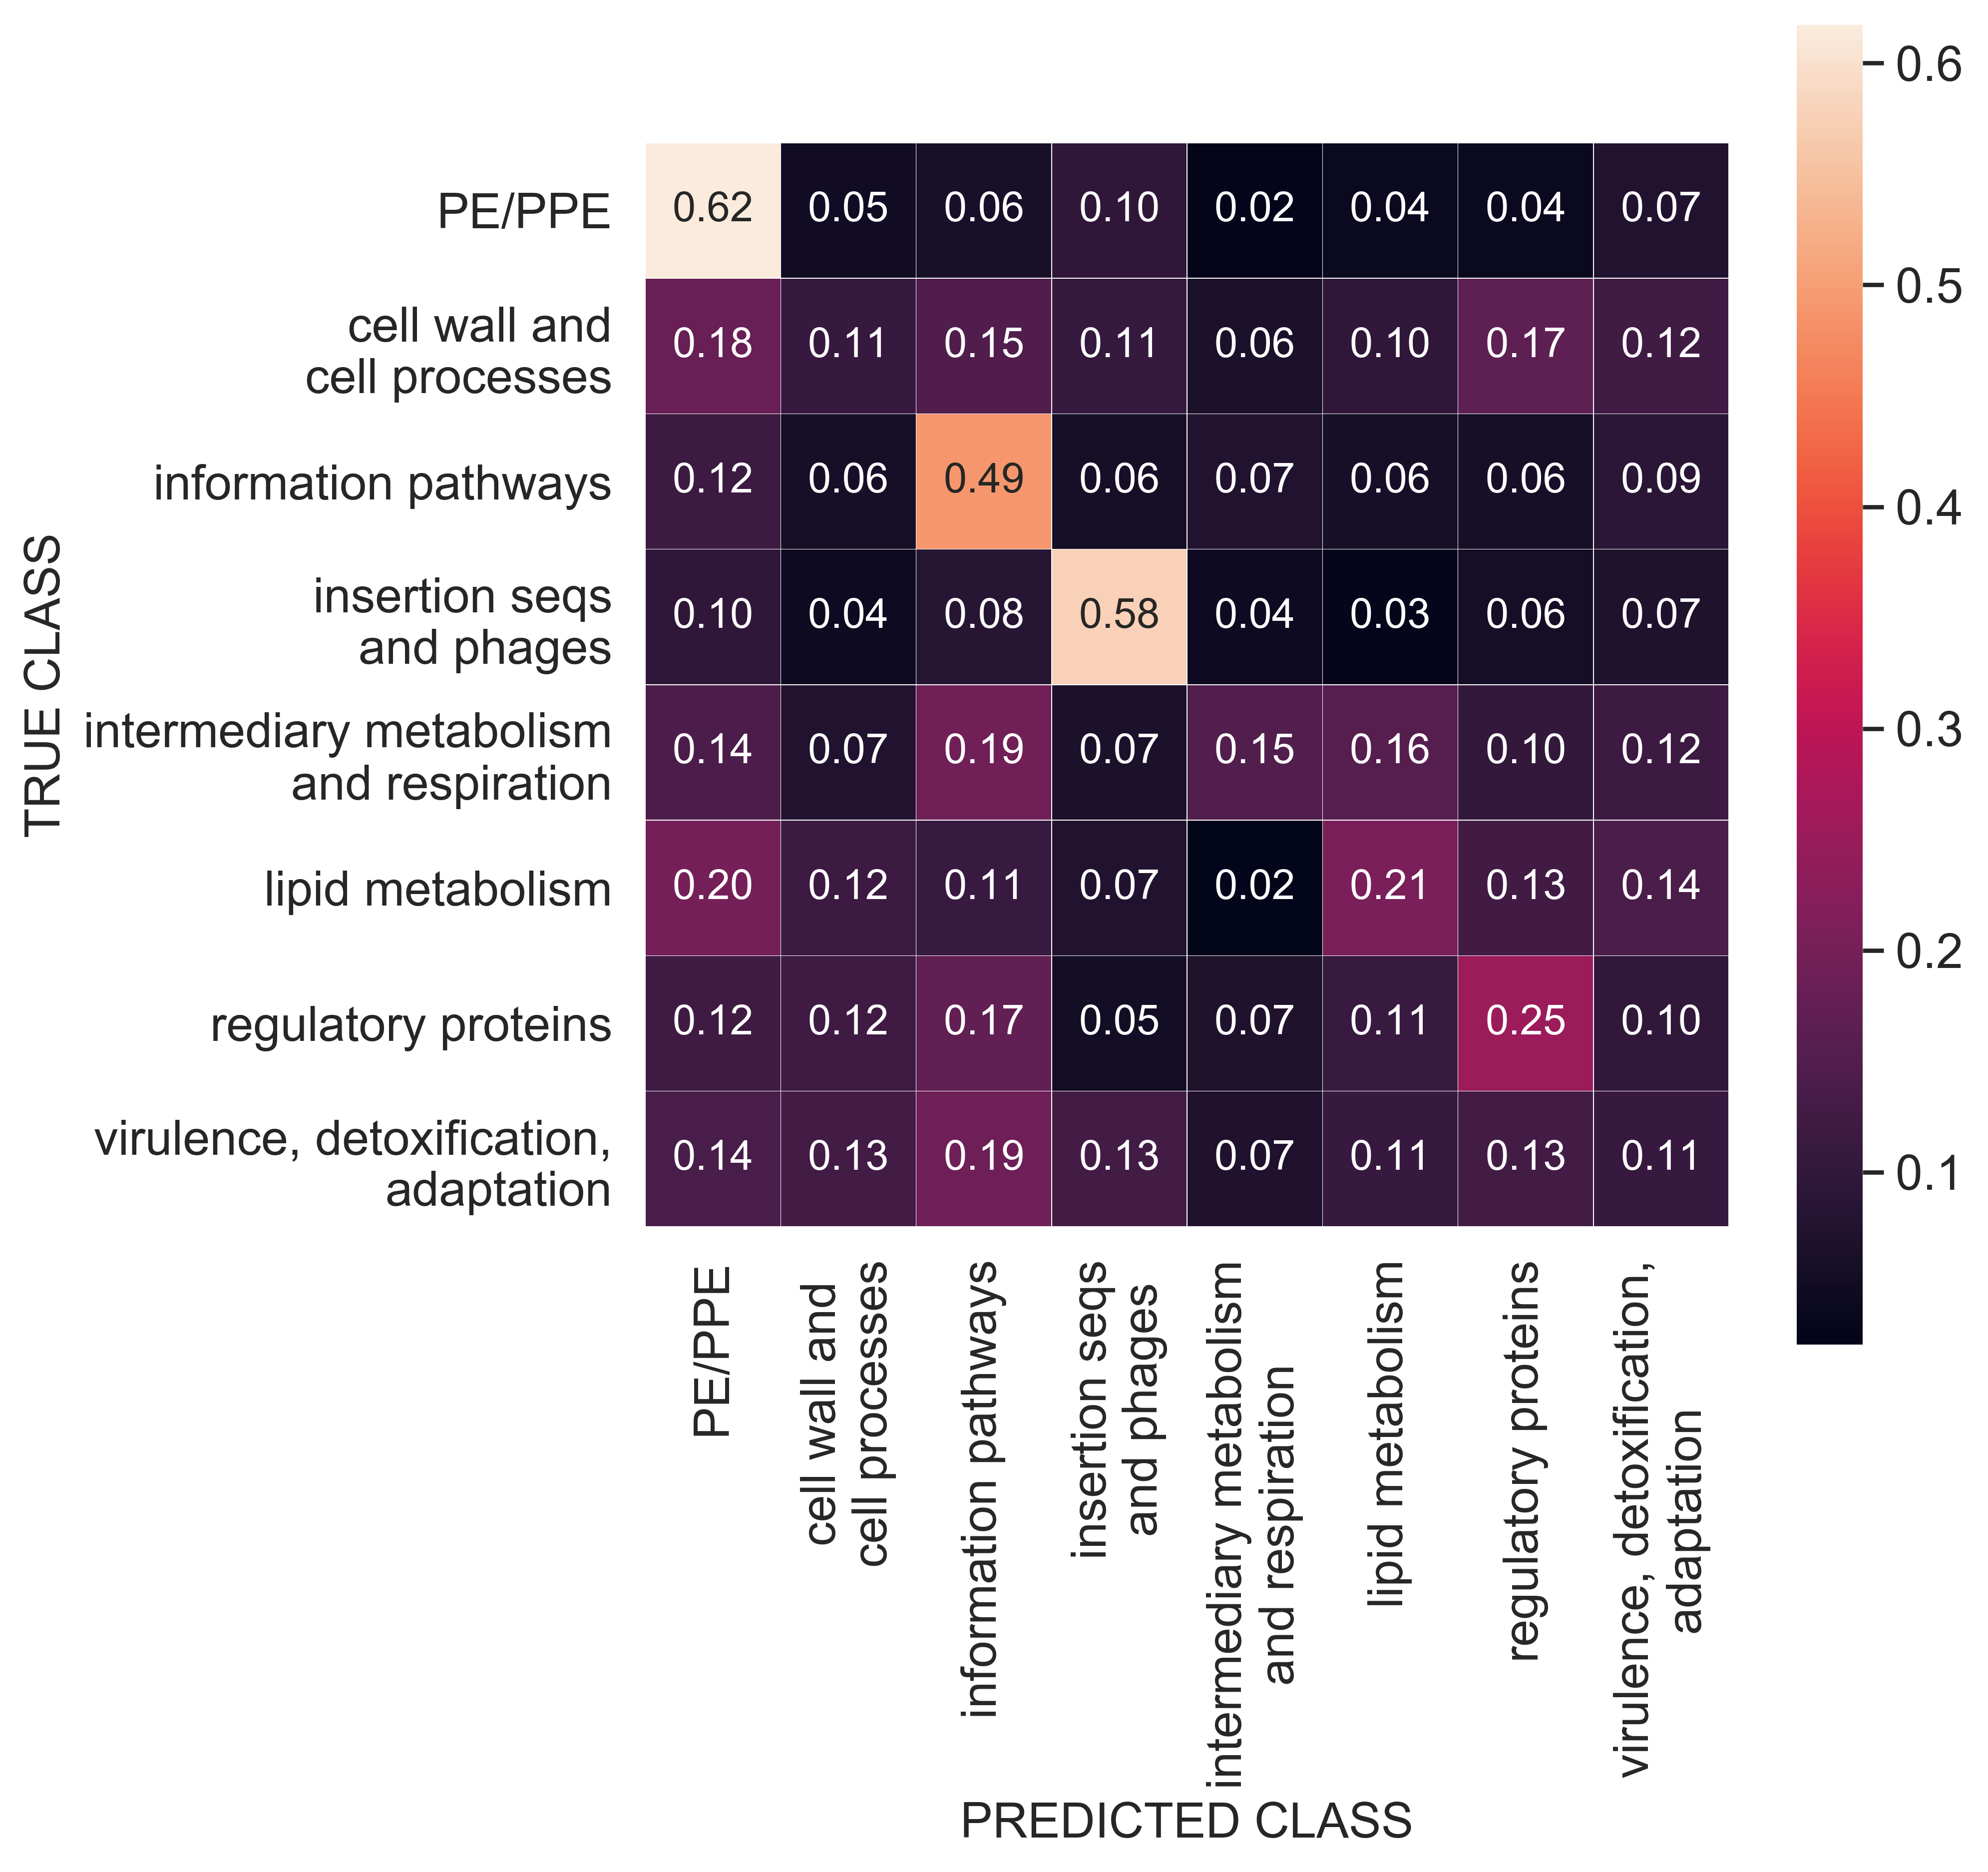 0.6
0.5
0.4
0.3
0.2
0.1
TRUE CLASS
PE/PPE
0.62 0.05 0.06 0.10 0.02 0.04 0.04 0.07
cell wall and
cell processes
0.18 0.11 0.15 0.11 0.06 0.10 0.17 0.12
information pathways
0.12 0.06 0.49 0.06 0.07 0.06 0.06 0.09
insertion seqs
and phages
0.10 0.04 0.08 0.58 0.04 0.03 0.06 0.07
intermediary metabolism
and respiration
0.14 0.07 0.19 0.07 0.15 0.16 0.10 0.12
lipid metabolism
0.20 0.12 0.11 0.07 0.02 0.21 0.13 0.14
regulatory proteins
0.12 0.12 0.17 0.05 0.07 0.11 0.25 0.10
virulence, detoxification,
adaptation
0.14 0.13 0.19 0.13 0.07 0.11 0.13 0.11
PE/PPE
cell wall and
cell processes
information pathways
insertion seqs
and phages
intermediary metabolism
and respiration
lipid metabolism
regulatory proteins
virulence, detoxification,
adaptation
PREDICTED CLASS